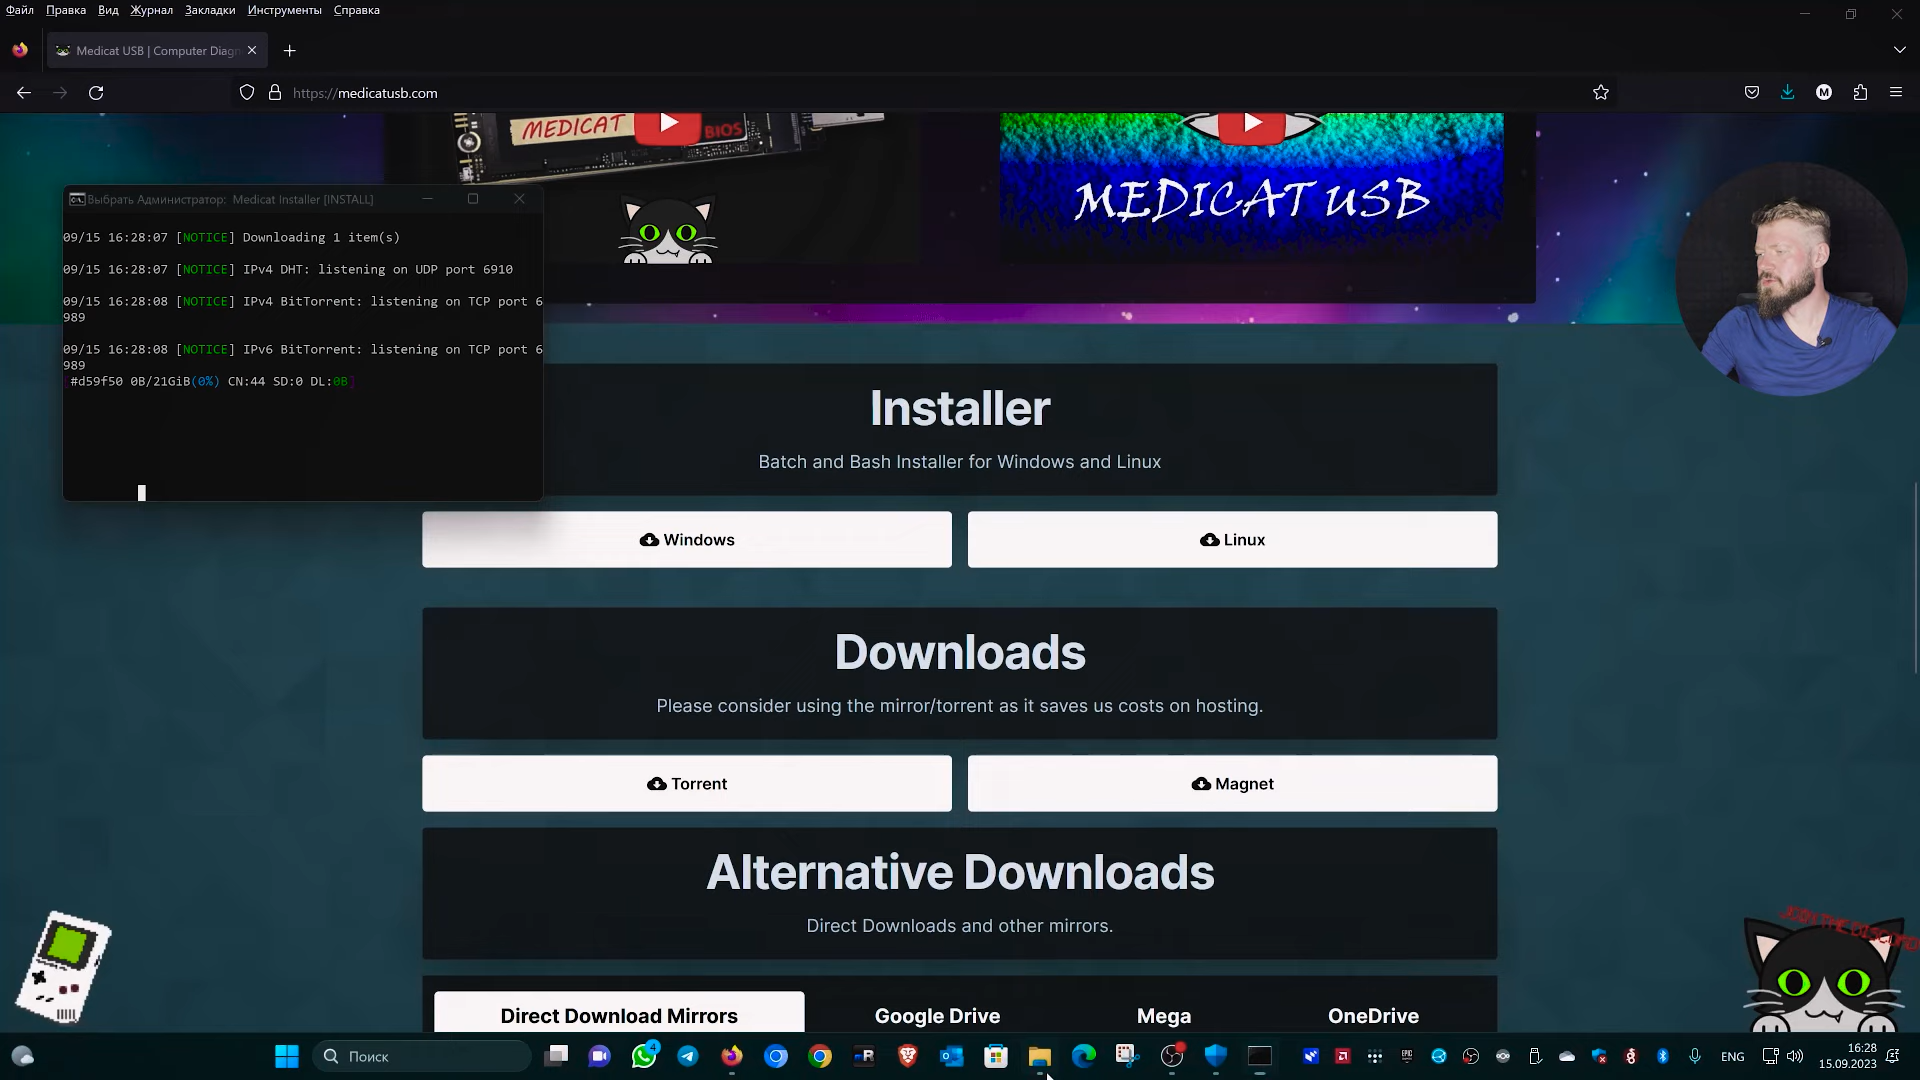 Файл Правка Вид Журнал Закладки Инструменты Справка
Medicat USB | Computer Diagn
https://medicatusb.com
MEDICAT BIOS
MEDICAT USB
Выбрать Администратор: Medicat Installer [INSTALL]
09/15 16:28:07 [NOTICE] Downloading 1 item(s)
09/15 16:28:07 [NOTICE] IPv4 DHT: listening on UDP port 6910
09/15 16:28:08 [NOTICE] IPv4 BitTorrent: listening on TCP port 6
989
09/15 16:28:08 [NOTICE] IPv6 BitTorrent: listening on TCP port 6
989
[#d59f50 0B/21GiB(0%) CN:44 SD:0 DL:0B]
Installer
Batch and Bash Installer for Windows and Linux
Windows Linux
Downloads
Please consider using the mirror/torrent as it saves us costs on hosting.
Torrent Magnet
Alternative Downloads
Direct Downloads and other mirrors.
JOIN THE DISCORD
Direct Download Mirrors Google Drive Mega OneDrive
Поиск
4
ENG
16:28
15.09.2023